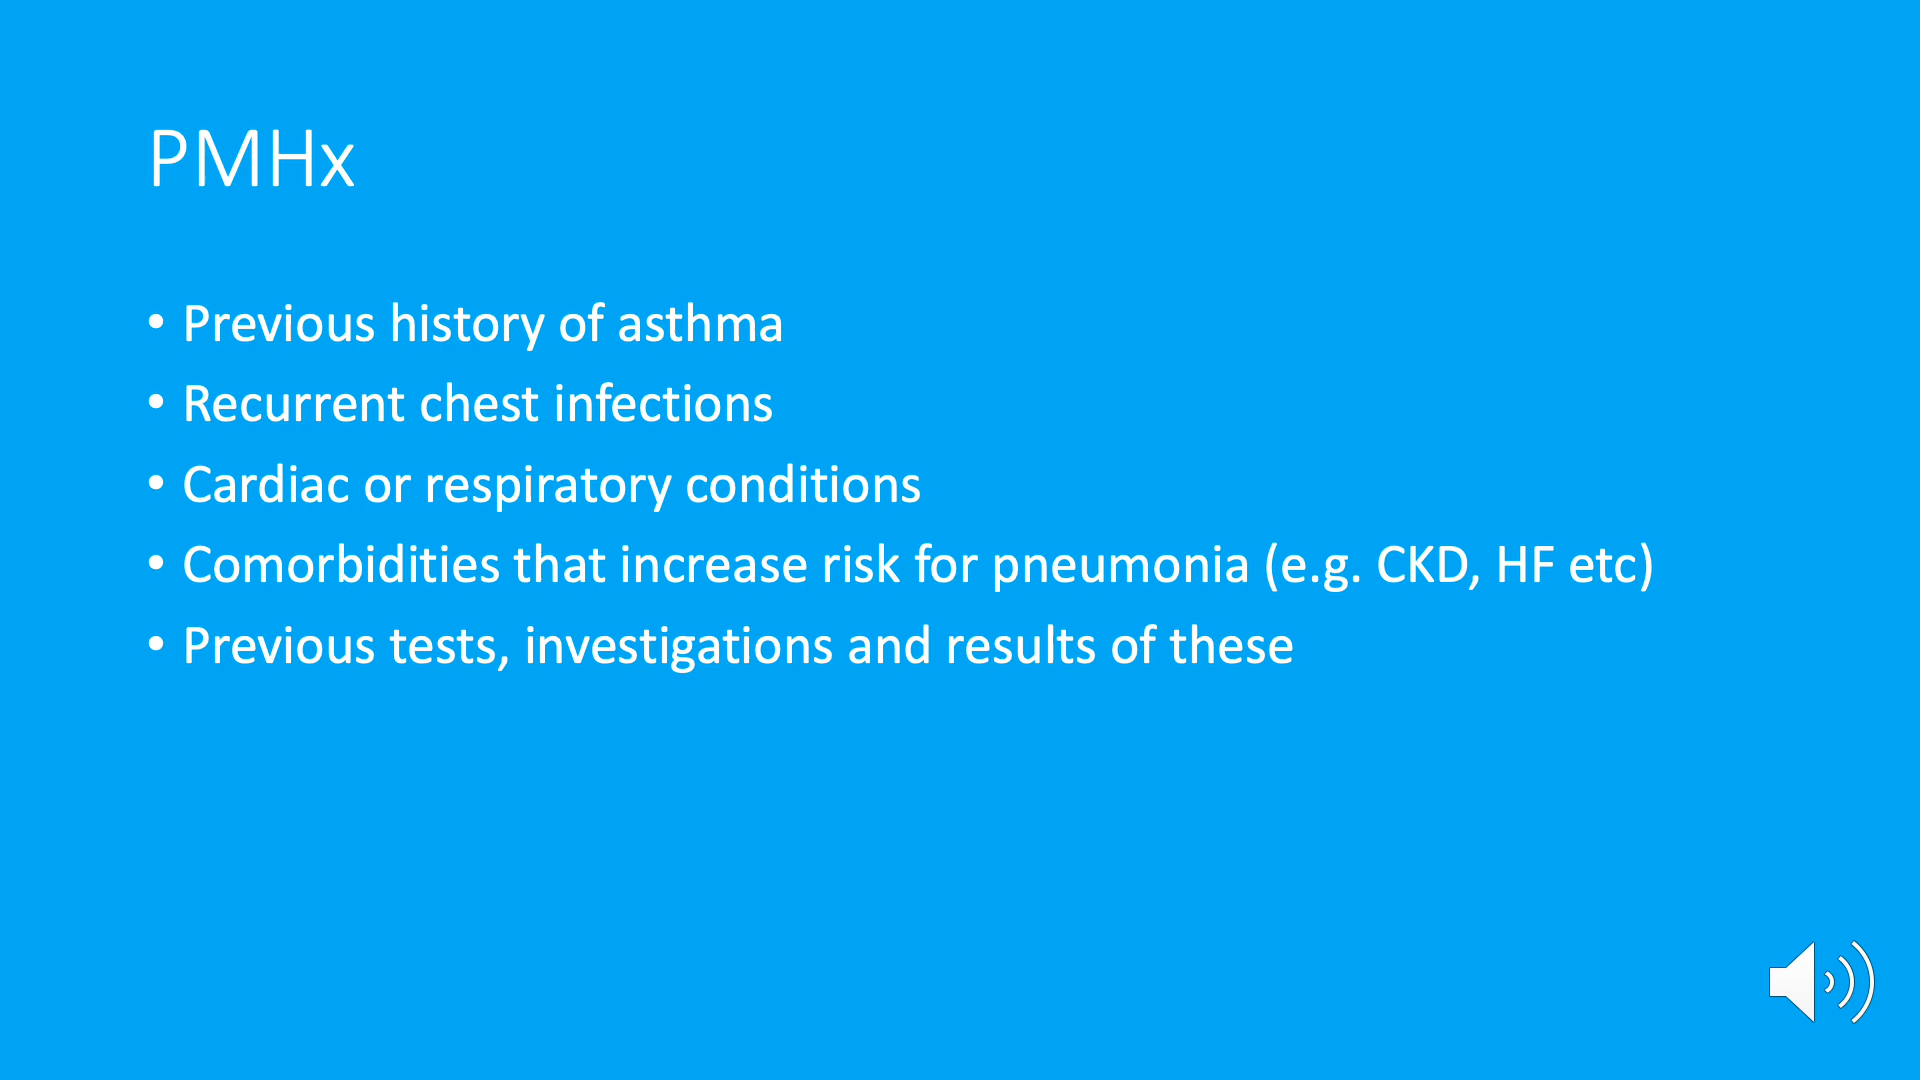 PMHx
• Previous history of asthma
• Recurrent chest infections
• Cardiac or respiratory conditions
• Comorbidities that increase risk for pneumonia (e.g. CKD, HF etc)
• Previous tests, investigations and results of these